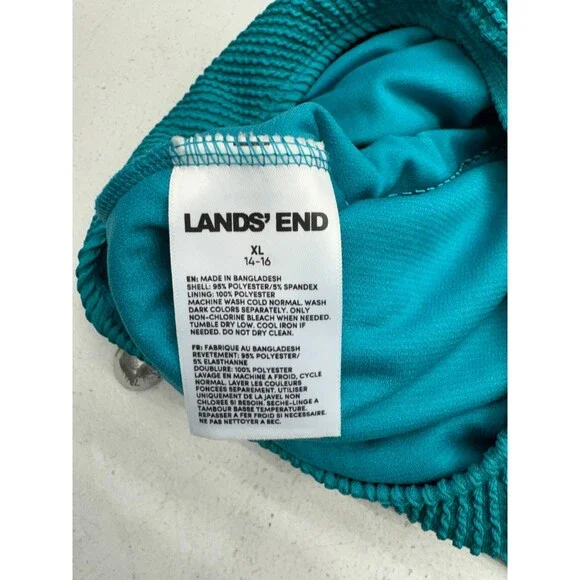 LANDS' END
XL
14-16
EN: MADE IN BANGLADESH
SHELL: 95% POLYESTER/5% SPANDEX
LINING: 100% POLYESTER
MACHINE WASH COLD NORMAL. WASH
DARK COLORS SEPARATELY. ONLY
NON-CHLORINE BLEACH WHEN NEEDED.
TUMBLE DRY LOW. COOL IRON IF
NEEDED. DO NOT DRY CLEAN.
FR: FABRIQUE AU BANGLADESH
REVETEMENT: 95% POLYESTER/
5% ELASTHANNE
DOUBLURE: 100% POLYESTER
LAVAGE EN MACHINE A FROID, CYCLE
NORMAL. LAVER LES COULEURS
FONCEES SEPAREMENT. UTILISER
UNIQUEMENT DE LA JAVEL NON
CHLOREE SI BESOIN. SECHE-LINGE A
TAMBOUR BASSE TEMPERATURE.
REPASSER A FER FROID SI NECESSAIRE.
NE PAS NETTOYER A SEC.